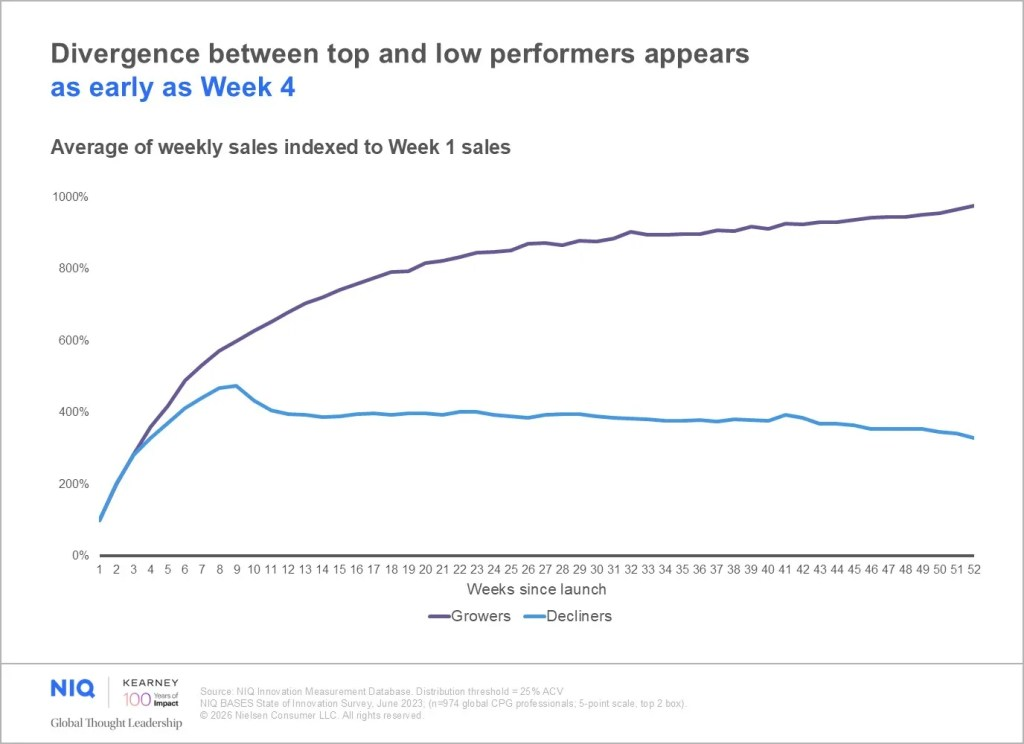 Divergence between top and low performers appears
as early as Week 4
Average of weekly sales indexed to Week 1 sales
1000%
800%
600%
400%
200%
0%
1 2 3 4 5 6 7 8 9 10 11 12 13 14 15 16 17 18 19 20 21 22 23 24 25 26 27 28 29 30 31 32 33 34 35 36 37 38 39 40 41 42 43 44 45 46 47 48 49 50 51 52
Weeks since launch
Growers Decliners
NIQ
KEARNEY
100 Years of Impact
Global Thought Leadership
Source: NIQ Innovation Measurement Database. Distribution threshold = 25% ACV
NIQ BASES State of Innovation Survey, June 2023; (n=974 global CPG professionals; 5-point scale. top 2 box).
© 2026 Nielsen Consumer LLC. All rights reserved.